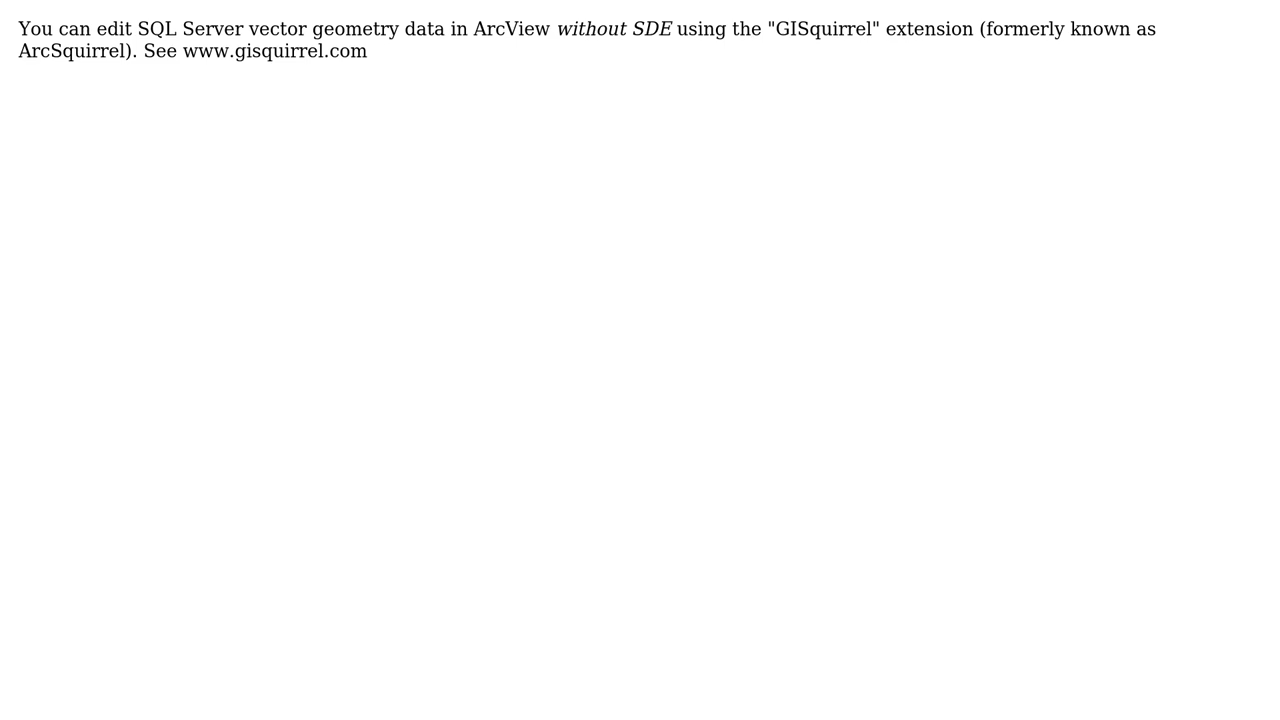 You can edit SQL Server vector geometry data in ArcView without SDE using the "GISquirrel" extension (formerly known as
ArcSquirrel). See www.gisquirrel.com